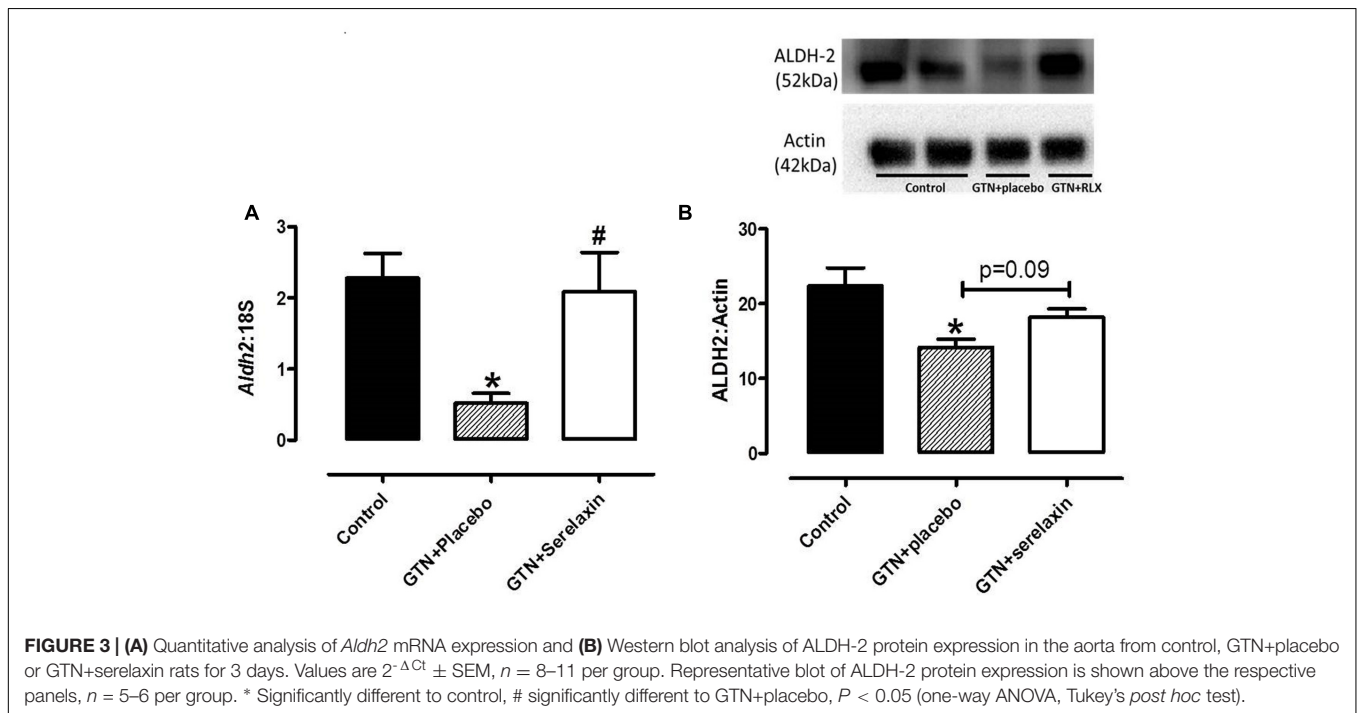 ALDH-2
(52kDa)
Actin
(42kDa)
Control
GTN+placebo
GTN+RLX
A
3
2
1
0
Aldh2:18S
*
#
Control
GTN+Placebo
GTN+Serelaxin
B
30
20
10
0
ALDH2:Actin
*
p=0.09
Control
GTN+placebo
GTN+serelaxin
FIGURE 3 | (A) Quantitative analysis of Aldh2 mRNA expression and (B) Western blot analysis of ALDH-2 protein expression in the aorta from control, GTN+placebo
or GTN+serelaxin rats for 3 days. Values are 2^-ΔCt ± SEM, n = 8–11 per group. Representative blot of ALDH-2 protein expression is shown above the respective
panels, n = 5–6 per group. * Significantly different to control, # significantly different to GTN+placebo, P < 0.05 (one-way ANOVA, Tukey's post hoc test).